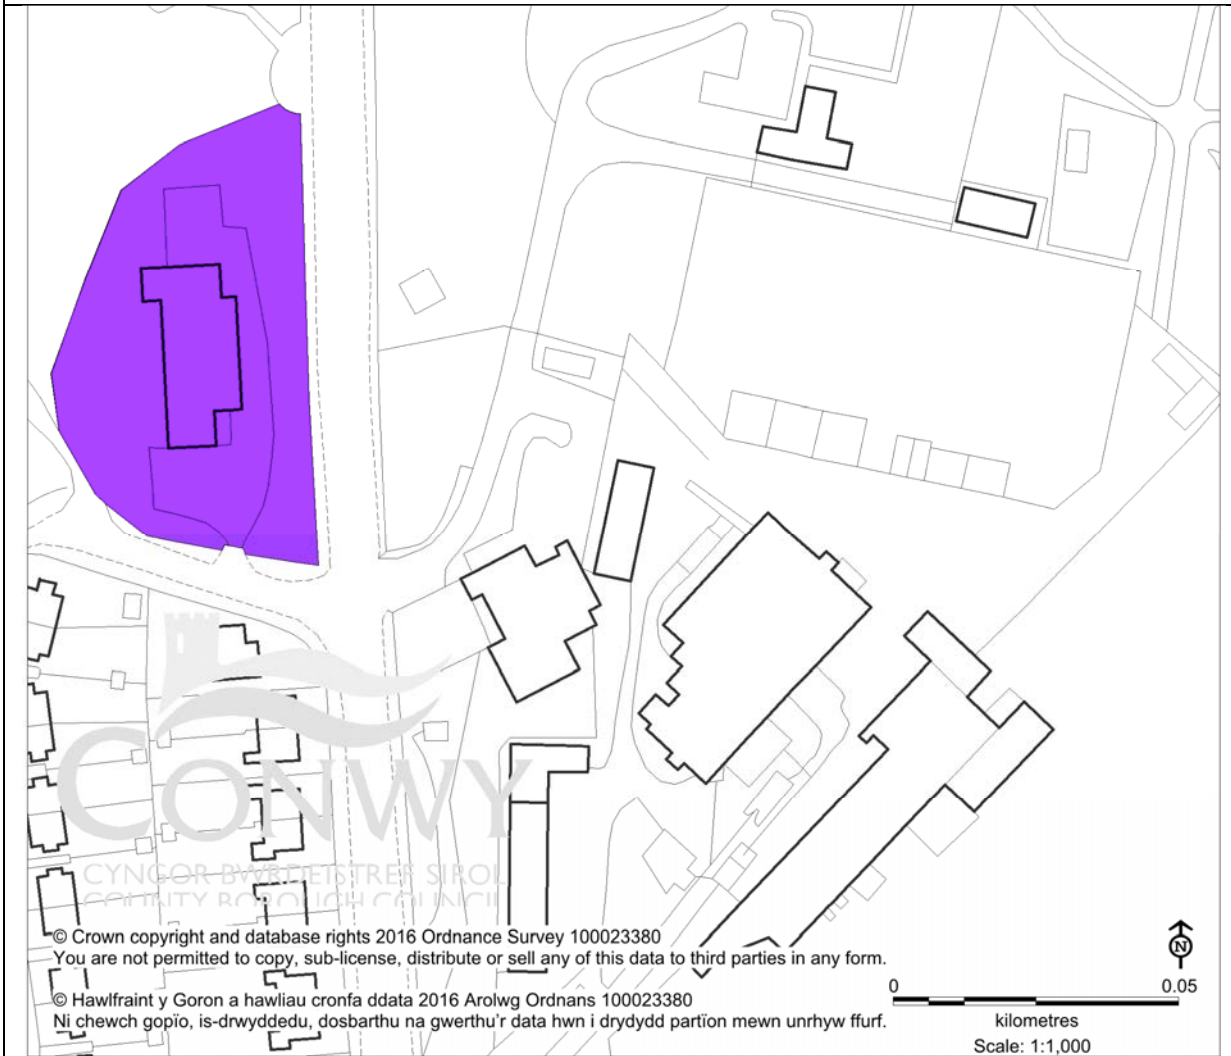 CONWY
CYNGOR BWRDEISTREF SIROL
COUNTY BOROUGH COUNCIL
© Crown copyright and database rights 2016 Ordnance Survey 100023380
You are not permitted to copy, sub-license, distribute or sell any of this data to third parties in any form.
© Hawlfraint y Goron a hawliau cronfa ddata 2016 Arolwg Ordnans 100023380
Ni chewch gopïo, is-drwyddedu, dosbarthu na gwerthu'r data hwn i drydydd partïon mewn unrhyw ffurf.
N
0 0.05
kilometres
Scale: 1:1,000